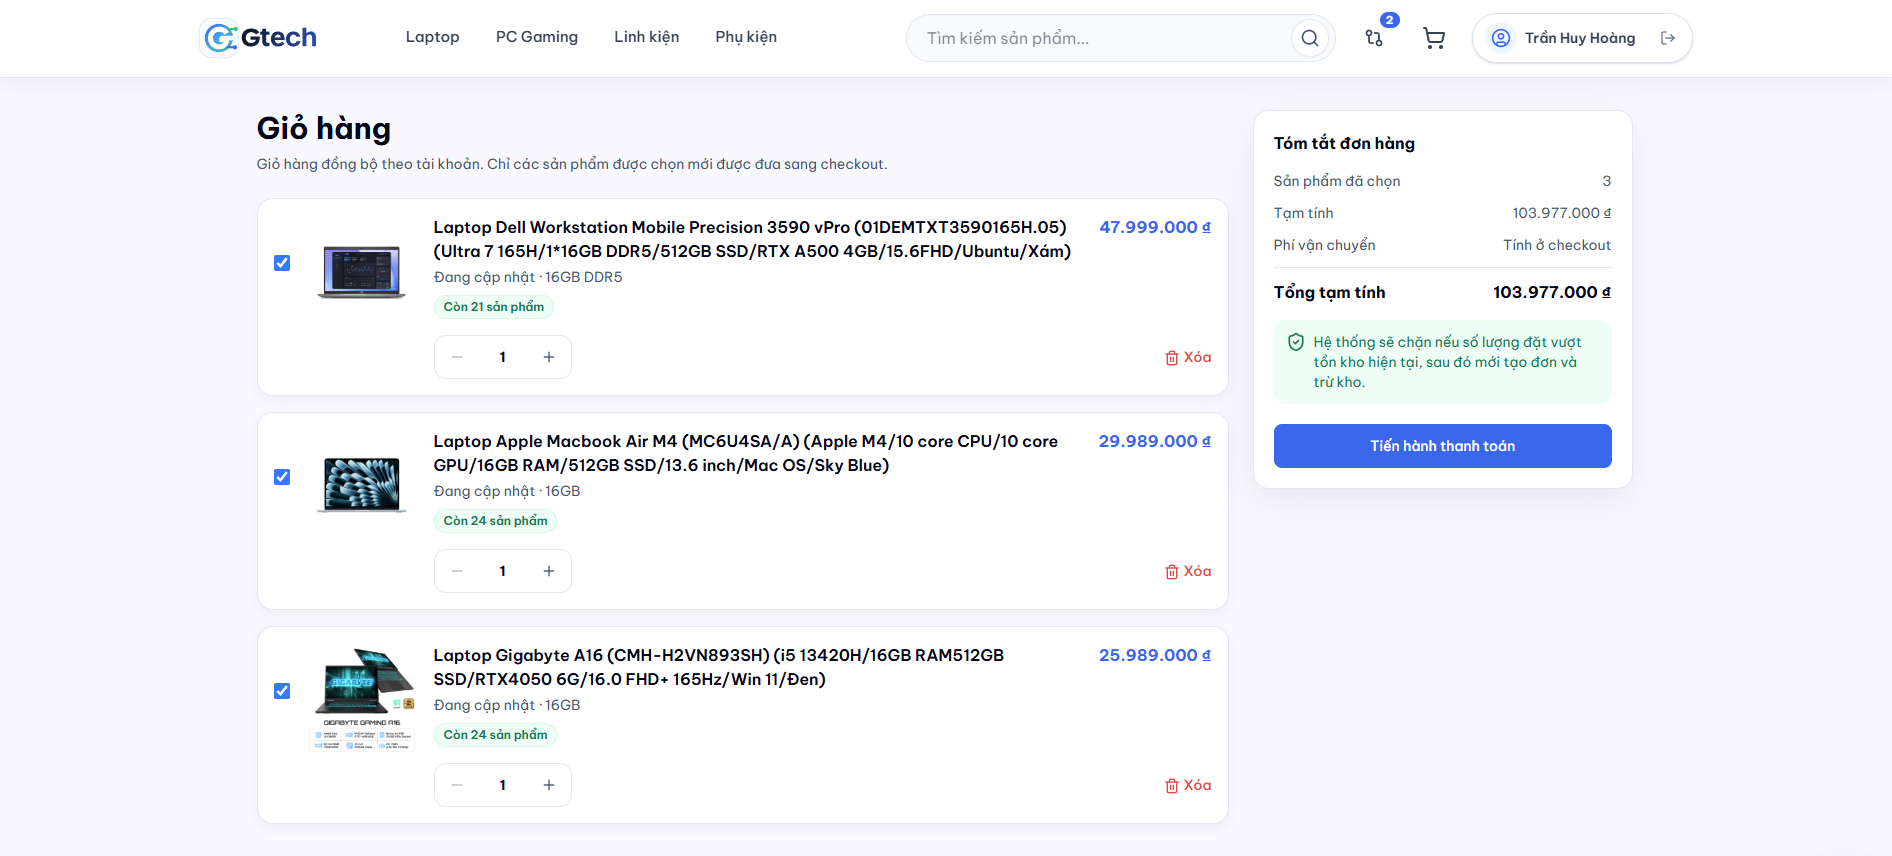 Gtech
Laptop
PC Gaming
Linh kiện
Phụ kiện
Tìm kiếm sản phẩm...
2
Trần Huy Hoàng
Giỏ hàng
Giỏ hàng đồng bộ theo tài khoản. Chỉ các sản phẩm được chọn mới được đưa sang checkout.
Laptop Dell Workstation Mobile Precision 3590 vPro (01DEMTXT3590165H.05)
(Ultra 7 165H/1*16GB DDR5/512GB SSD/RTX A500 4GB/15.6FHD/Ubuntu/Xám)
47.999.000 ₫
Đang cập nhật · 16GB DDR5
Còn 21 sản phẩm
1
Xóa
Laptop Apple Macbook Air M4 (MC6U4SA/A) (Apple M4/10 core CPU/10 core
GPU/16GB RAM/512GB SSD/13.6 inch/Mac OS/Sky Blue)
29.989.000 ₫
Đang cập nhật · 16GB
Còn 24 sản phẩm
1
Xóa
GIGABYTE
GIGABYTE GAMING A16
Laptop Gigabyte A16 (CMH-H2VN893SH) (i5 13420H/16GB RAM512GB
SSD/RTX4050 6G/16.0 FHD+ 165Hz/Win 11/Đen)
25.989.000 ₫
Đang cập nhật · 16GB
Còn 24 sản phẩm
1
Xóa
Tóm tắt đơn hàng
Sản phẩm đã chọn 3
Tạm tính 103.977.000 ₫
Phí vận chuyển Tính ở checkout
Tổng tạm tính 103.977.000 ₫
Hệ thống sẽ chặn nếu số lượng đặt vượt
tồn kho hiện tại, sau đó mới tạo đơn và
trừ kho.
Tiến hành thanh toán